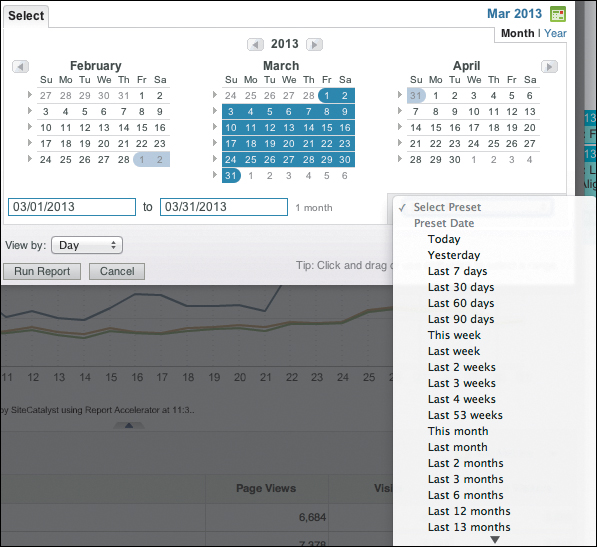 Select
Mar 2013
Month | Year
2013
February
Su Mo Tu We Th Fr Sa
27 28 29 30 31 1 2
3 4 5 6 7 8 9
10 11 12 13 14 15 16
17 18 19 20 21 22 23
24 25 26 27 28 1 2
March
Su Mo Tu We Th Fr Sa
24 25 26 27 28 1 2
3 4 5 6 7 8 9
10 11 12 13 14 15 16
17 18 19 20 21 22 23
24 25 26 27 28 29 30
31 1 2 3 4 5 6
April
Su Mo Tu We Th Fr Sa
31 1 2 3 4 5 6
7 8 9 10 11 12 13
14 15 16 17 18 19 20
21 22 23 24 25 26 27
28 29 30 1 2 3 4
03/01/2013 to 03/31/2013 1 month
✓ Select Preset
Preset Date
Today
Yesterday
Last 7 days
Last 30 days
Last 60 days
Last 90 days
This week
Last week
Last 2 weeks
Last 3 weeks
Last 4 weeks
Last 53 weeks
This month
Last month
Last 2 months
Last 3 months
Last 6 months
Last 12 months
Last 13 months
View by: Day
Run Report Cancel
Tip: Click and drag
11 12 13 14 15 16 17 18 19 20 21 22 23 24 25
by SiteCatalyst using Report Accelerator at 11:3...
Page Views
6,684
7,378